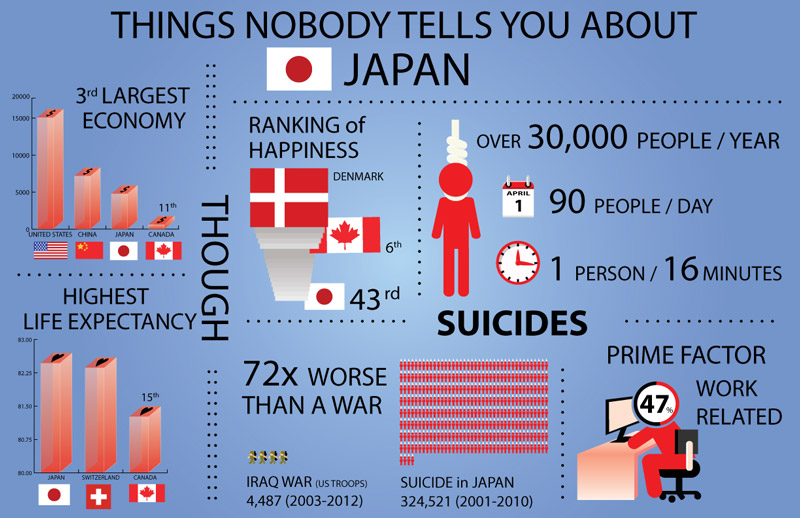 THINGS NOBODY TELLS YOU ABOUT
JAPAN
3rd LARGEST
ECONOMY
20000
15000
10000
5000
0
11th
UNITED STATES
CHINA
JAPAN
CANADA
HIGHEST
LIFE EXPECTANCY
83.00
82.25
81.50
80.75
80.00
15th
JAPAN
SWITZERLAND
CANADA
THOUGH
RANKING of
HAPPINESS
DENMARK
6th
43rd
OVER 30,000 PEOPLE / YEAR
APRIL
1
90 PEOPLE / DAY
1 PERSON / 16 MINUTES
SUICIDES
72x WORSE
THAN A WAR
IRAQ WAR (US TROOPS)
4,487 (2003-2012)
SUICIDE in JAPAN
324,521 (2001-2010)
PRIME FACTOR
47%
WORK
RELATED